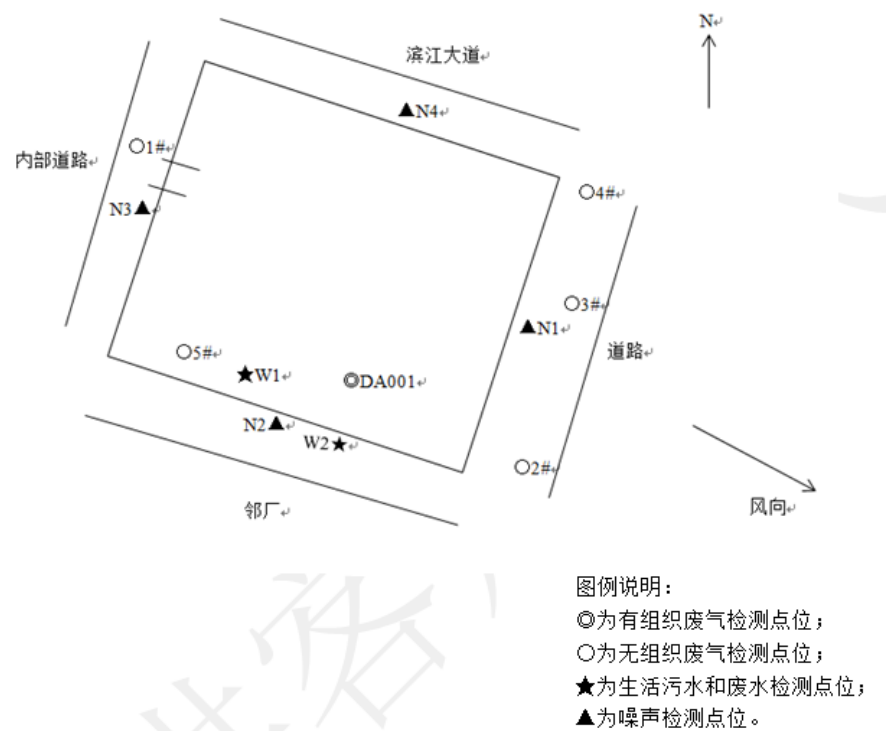 N
滨江大道
▲N4
○1#
内部道路
○4#
N3▲
○3#
▲N1
道路
○5#
★W1
◎DA001
N2▲
W2★
○2#
邻厂
风向
图例说明：
◎为有组织废气检测点位；
○为无组织废气检测点位；
★为生活污水和废水检测点位；
▲为噪声检测点位。